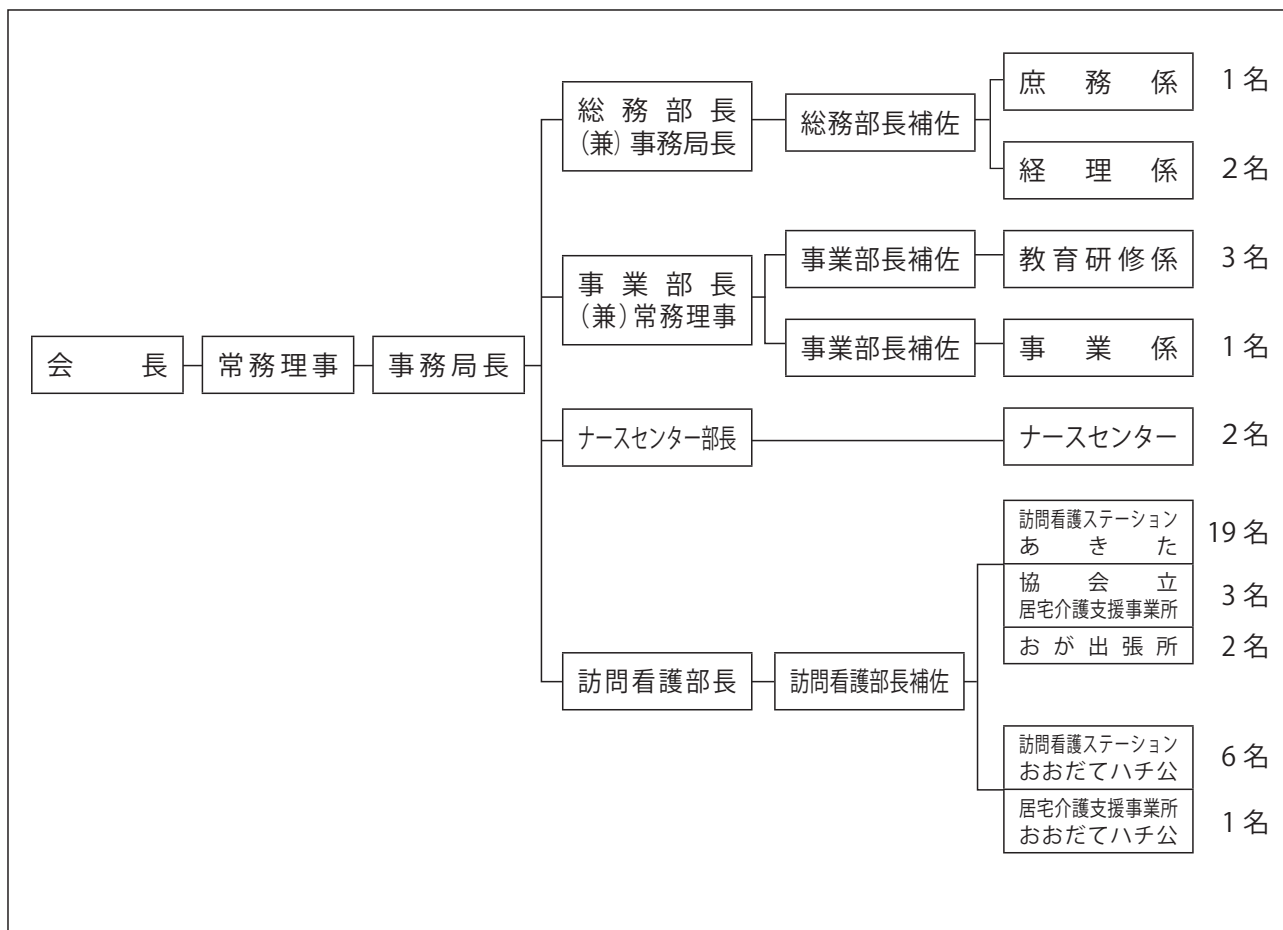 会長
常務理事
事務局長
総務部長
(兼)事務局長
総務部長補佐
庶務係
1名
経理係
2名
事業部長
(兼)常務理事
事業部長補佐
教育研修係
3名
事業部長補佐
事業係
1名
ナースセンター部長
ナースセンター
2名
訪問看護部長
訪問看護部長補佐
訪問看護ステーション
あきた
19名
協会立
居宅介護支援事業所
3名
おが出張所
2名
訪問看護ステーション
おおだてハチ公
6名
居宅介護支援事業所
おおだてハチ公
1名